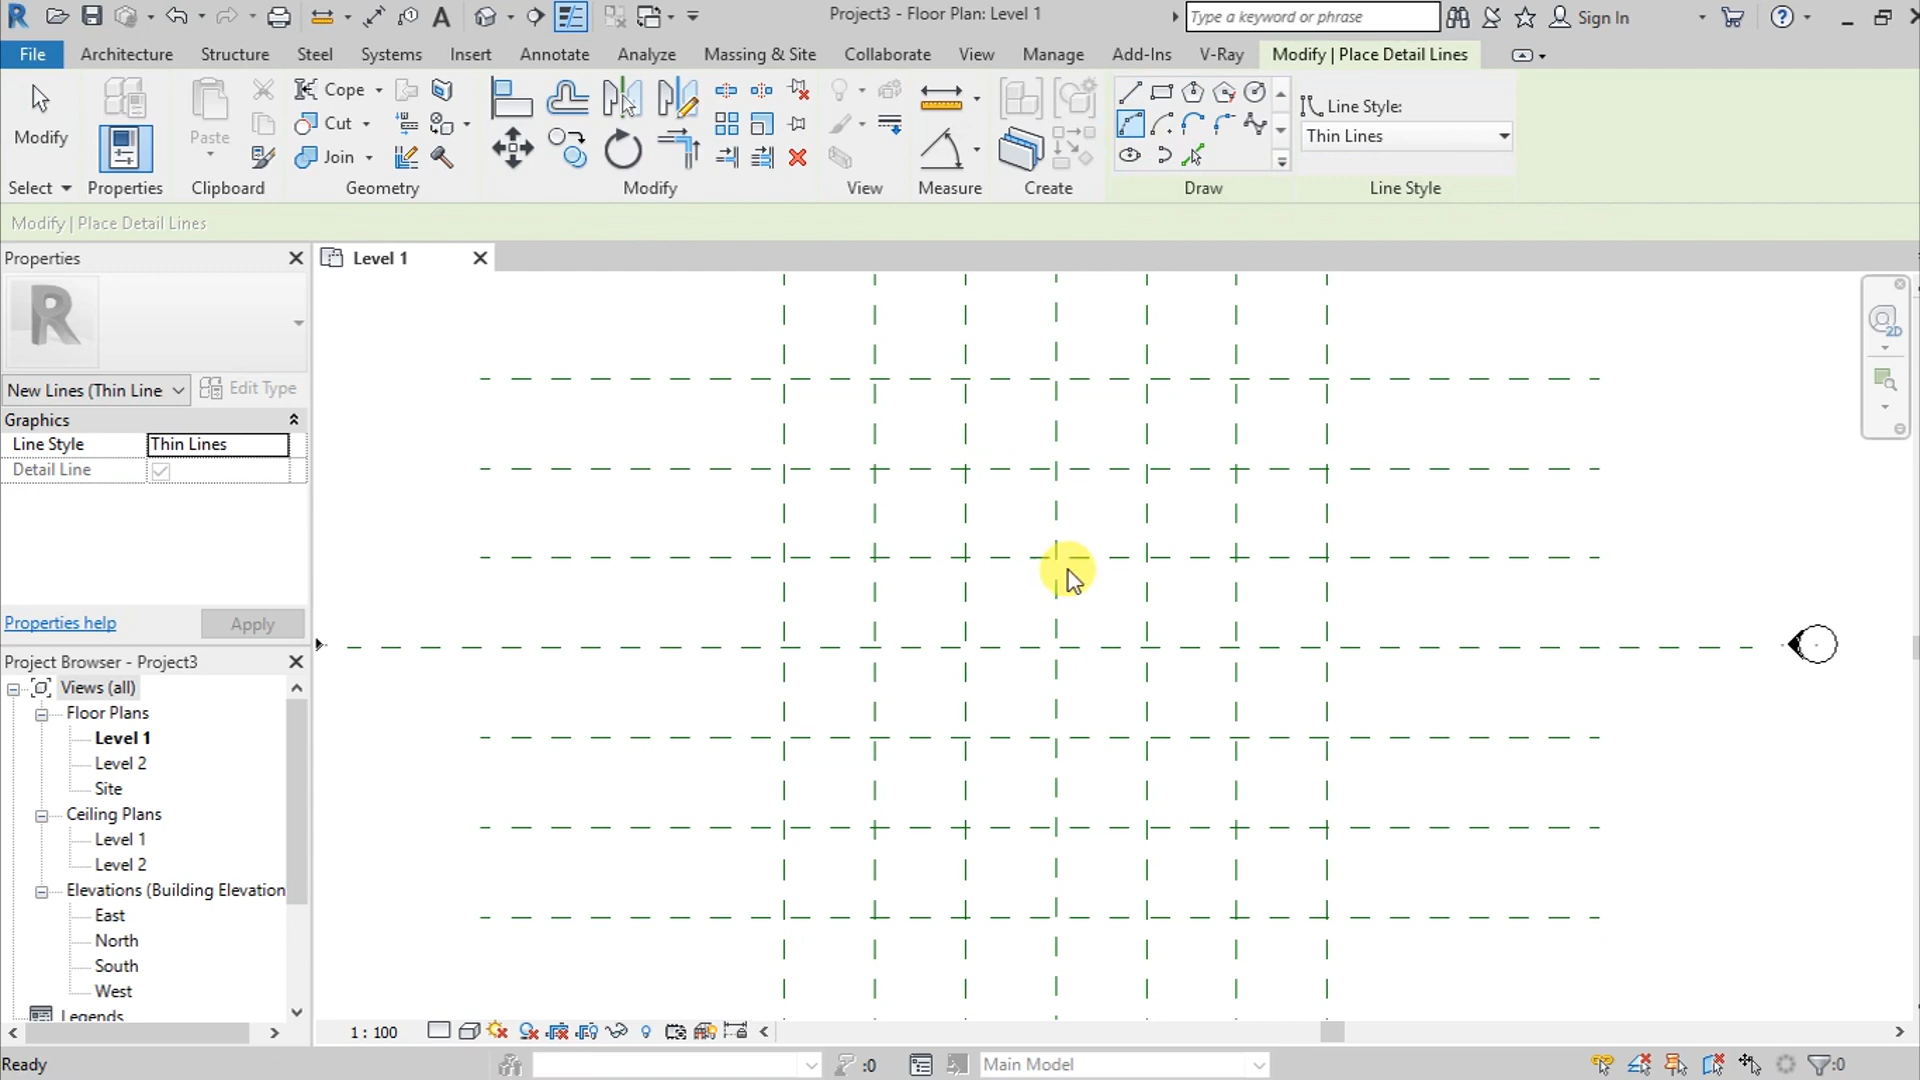 Project3 - Floor Plan: Level 1
Type a keyword or phrase
Sign In
File
Architecture
Structure
Steel
Systems
Insert
Annotate
Analyze
Massing & Site
Collaborate
View
Manage
Add-Ins
V-Ray
Modify | Place Detail Lines
Modify
Paste
Cope
Cut
Join
Line Style:
Thin Lines
Select
Properties
Clipboard
Geometry
Modify
View
Measure
Create
Draw
Line Style
Modify | Place Detail Lines
Properties
Level 1
2D
R
New Lines (Thin Line
Edit Type
Graphics
Line Style
Thin Lines
Detail Line
Properties help
Apply
Project Browser - Project3
Views (all)
Floor Plans
Level 1
Level 2
Site
Ceiling Plans
Level 1
Level 2
Elevations (Building Elevation
East
North
South
West
Legends
1 : 100
Ready
:0
Main Model
:0